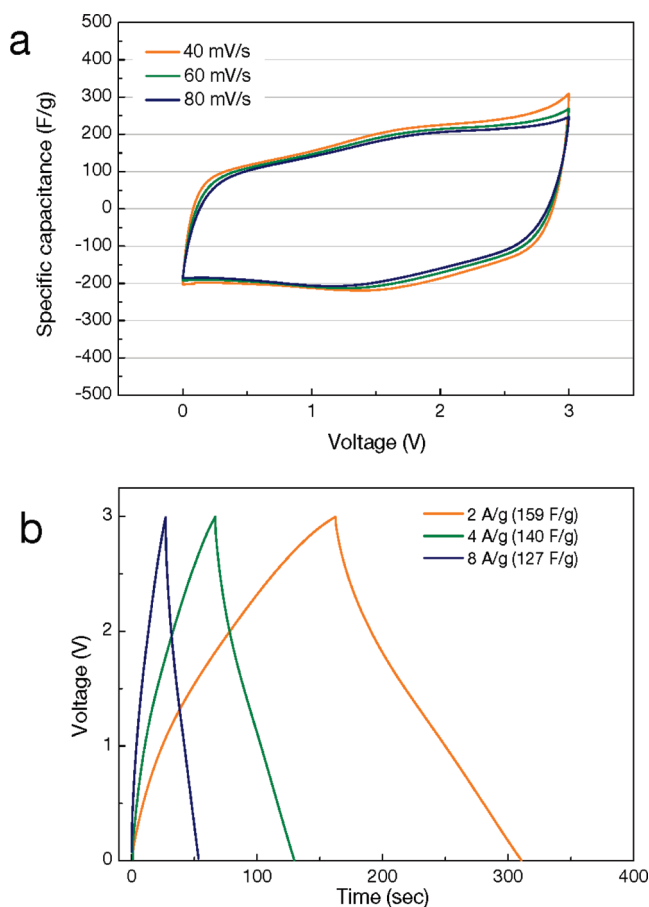 a
500
400
300
200
100
0
-100
-200
-300
-400
-500
Specific capacitance (F/g)
40 mV/s
60 mV/s
80 mV/s
0
1
2
3
Voltage (V)
b
3
2
1
0
Voltage (V)
2 A/g (159 F/g)
4 A/g (140 F/g)
8 A/g (127 F/g)
0
100
200
300
400
Time (sec)